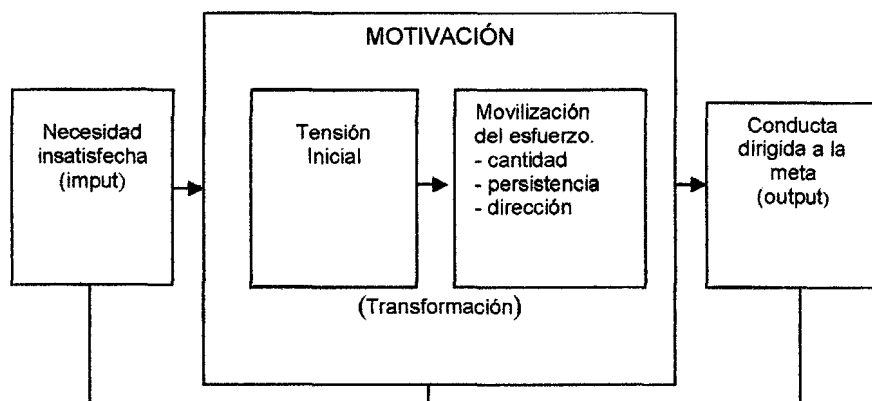 MOTIVACIÓN
Necesidad
insatisfecha
(imput)
Tensión
Inicial
Movilización
del esfuerzo.
- cantidad
- persistencia
- dirección
(Transformación)
Conducta
dirigida a la
meta
(output)